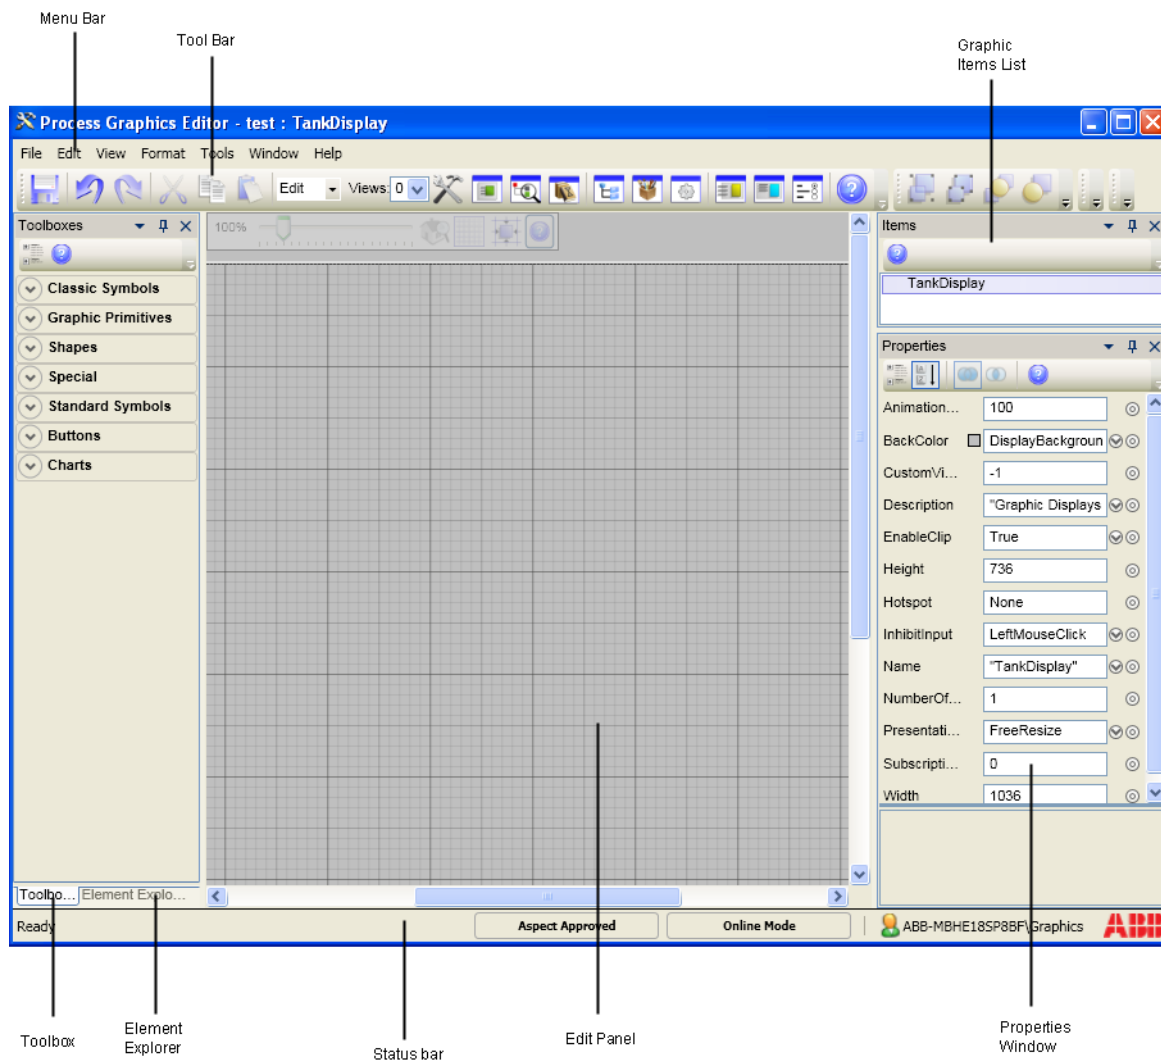 Menu Bar
Tool Bar
Graphic
Items List
Process Graphics Editor - test : TankDisplay
File Edit View Format Tools Window Help
Edit Views: 0
Toolboxes
100%
Items
Classic Symbols
Graphic Primitives
Shapes
Special
Standard Symbols
Buttons
Charts
TankDisplay
Properties
Animation... 100
BackColor DisplayBackgroun
CustomVi... -1
Description "Graphic Displays
EnableClip True
Height 736
Hotspot None
InhibitInput LeftMouseClick
Name "TankDisplay"
NumberOf... 1
Presentati... FreeResize
Subscripti... 0
Width 1036
Toolbo... Element Explo...
Ready Aspect Approved Online Mode ABB-MBHE18SP8BF\Graphics ABB
Toolbox
Element
Explorer
Status bar
Edit Panel
Properties
Window